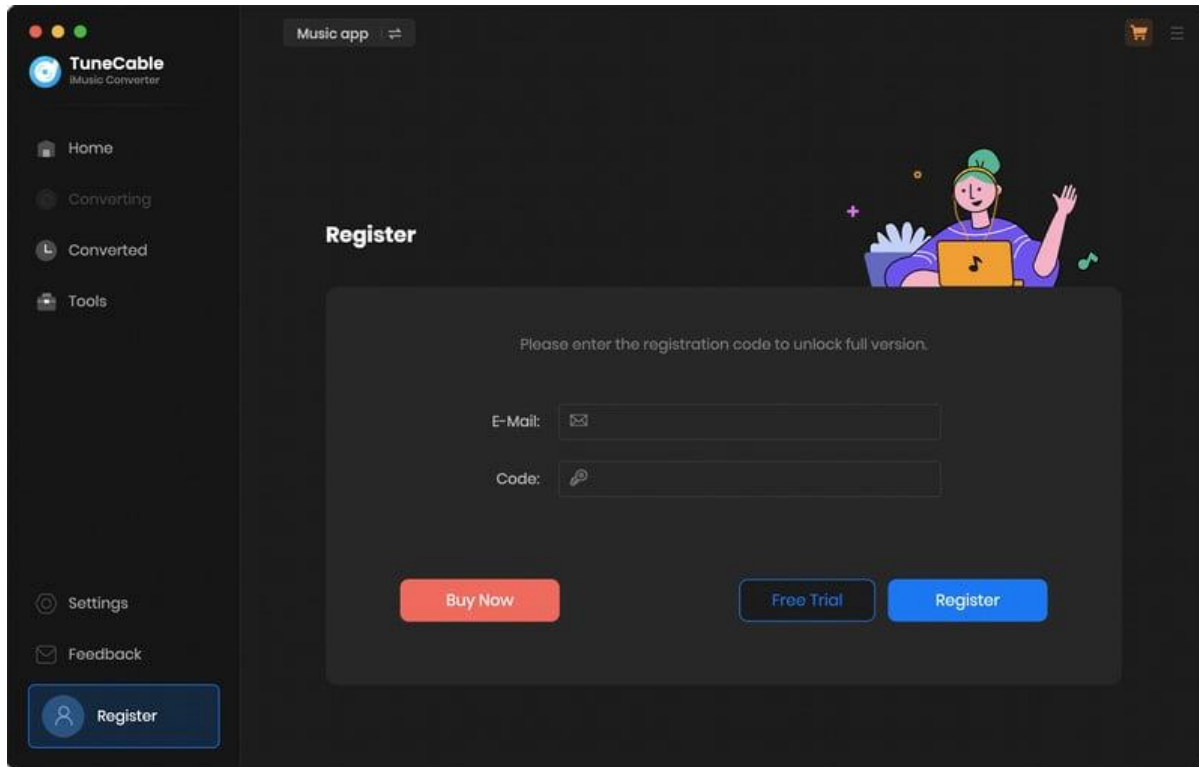 TuneCable
iMusic Converter
Music app
Home
Converting
Converted
Tools
Register
Please enter the registration code to unlock full version.
E-Mail:
Code:
Buy Now
Free Trial
Register
Settings
Feedback
Register